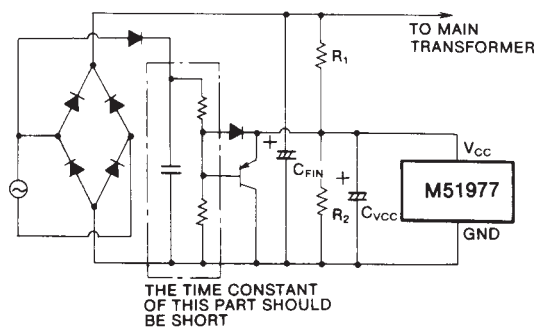 TO MAIN
TRANSFORMER
R1
VCC
+
CFIN
+
M51977
R2
CVCC
GND
THE TIME CONSTANT
OF THIS PART SHOULD
BE SHORT